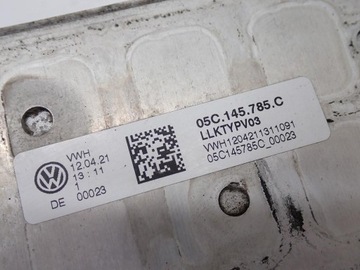 VWH
12.04.21
13:11
1
DE 00023
05C.145.785.C
LLKTYPV03
VWH1204211311091
05C145785C_00023